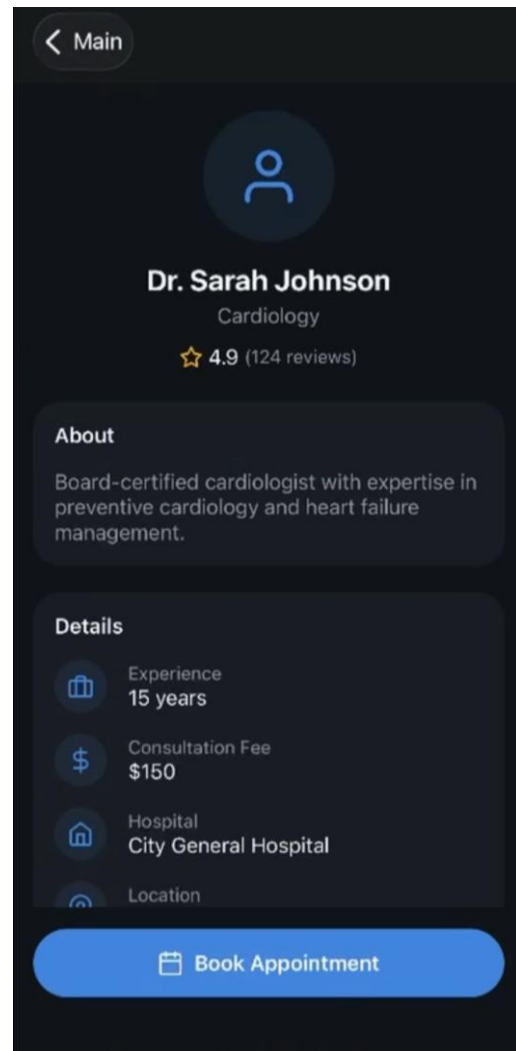 Main
Dr. Sarah Johnson
Cardiology
4.9 (124 reviews)
About
Board-certified cardiologist with expertise in
preventive cardiology and heart failure
management.
Details
Experience
15 years
Consultation Fee
$150
Hospital
City General Hospital
Location
Book Appointment